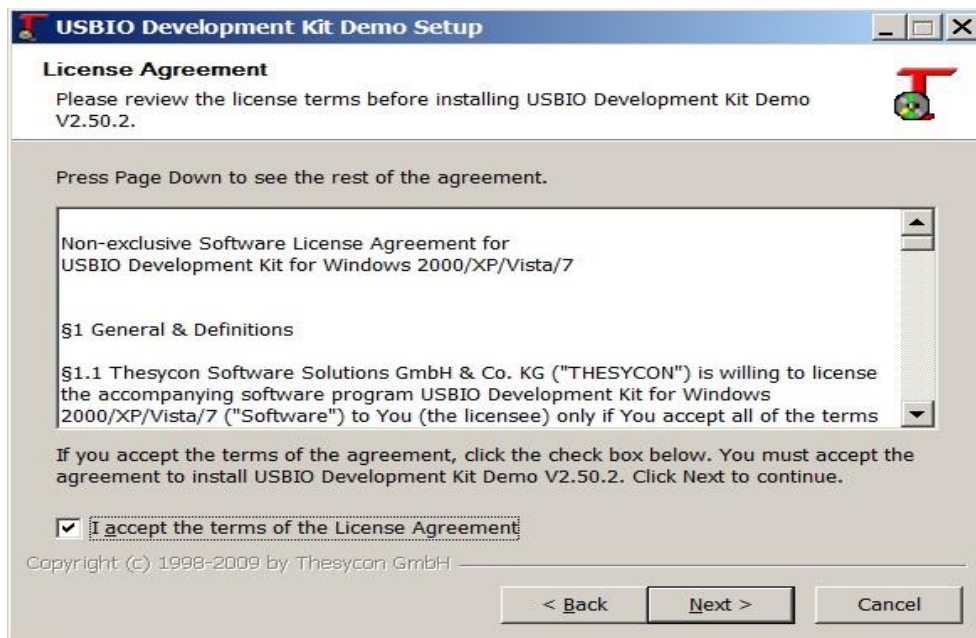 USBIO Development Kit Demo Setup
License Agreement
Please review the license terms before installing USBIO Development Kit Demo
V2.50.2.
Press Page Down to see the rest of the agreement.
Non-exclusive Software License Agreement for
USBIO Development Kit for Windows 2000/XP/Vista/7
§1 General & Definitions
§1.1 Thesycon Software Solutions GmbH & Co. KG ("THESYCON") is willing to license
the accompanying software program USBIO Development Kit for Windows
2000/XP/Vista/7 ("Software") to You (the licensee) only if You accept all of the terms
If you accept the terms of the agreement, click the check box below. You must accept the
agreement to install USBIO Development Kit Demo V2.50.2. Click Next to continue.
I accept the terms of the License Agreement
Copyright (c) 1998-2009 by Thesycon GmbH
< Back Next > Cancel